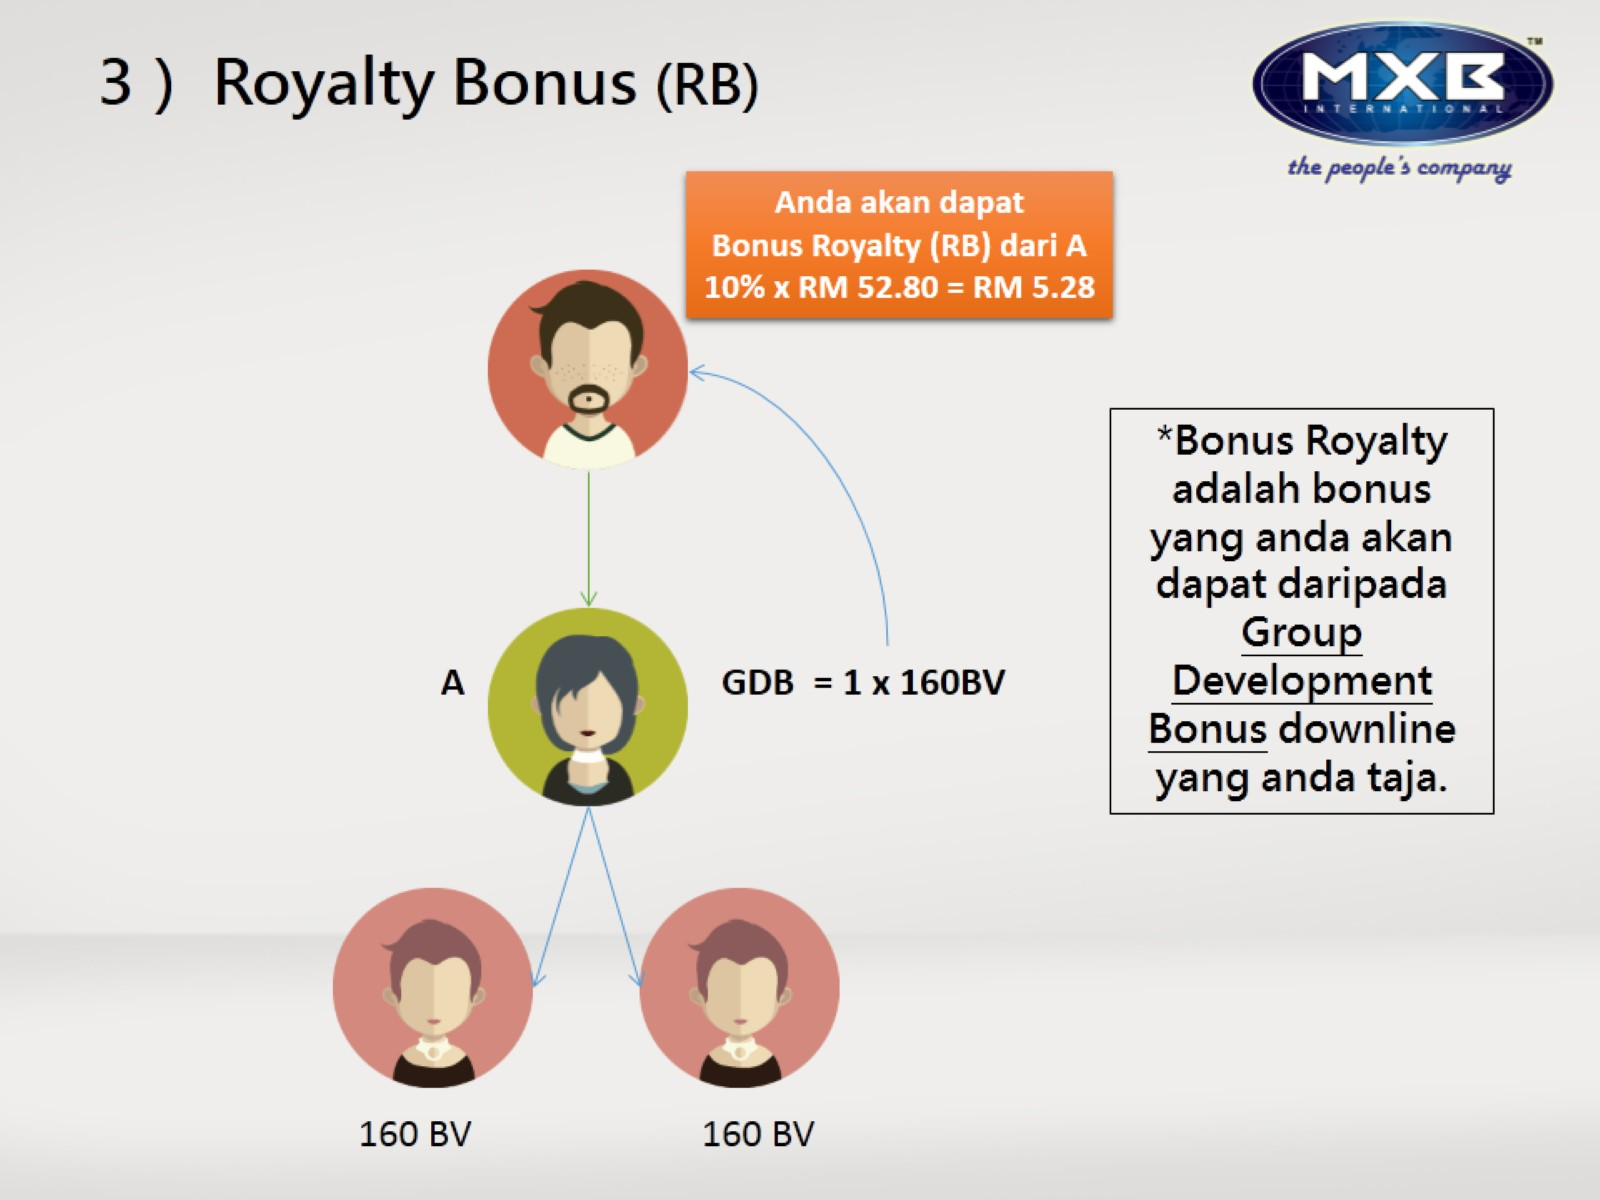 3 ) Royalty Bonus (RB)
MXB
INTERNATIONAL
TM
the people's company
Anda akan dapat
Bonus Royalty (RB) dari A
10% x RM 52.80 = RM 5.28
*Bonus Royalty
adalah bonus
yang anda akan
dapat daripada
Group
Development
Bonus downline
yang anda taja.
A
GDB = 1 x 160BV
160 BV
160 BV